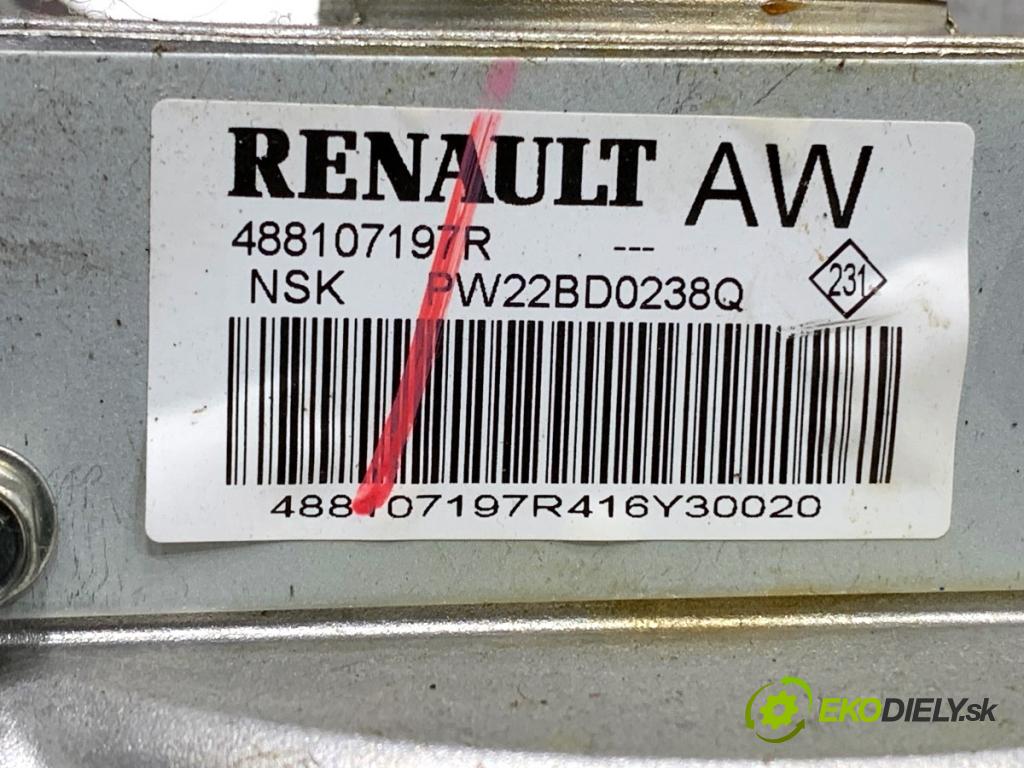 RENAULT AW
488107197R ---
NSK PW22BD0238Q 231
488107197R416Y30020
EKODIELY.sk